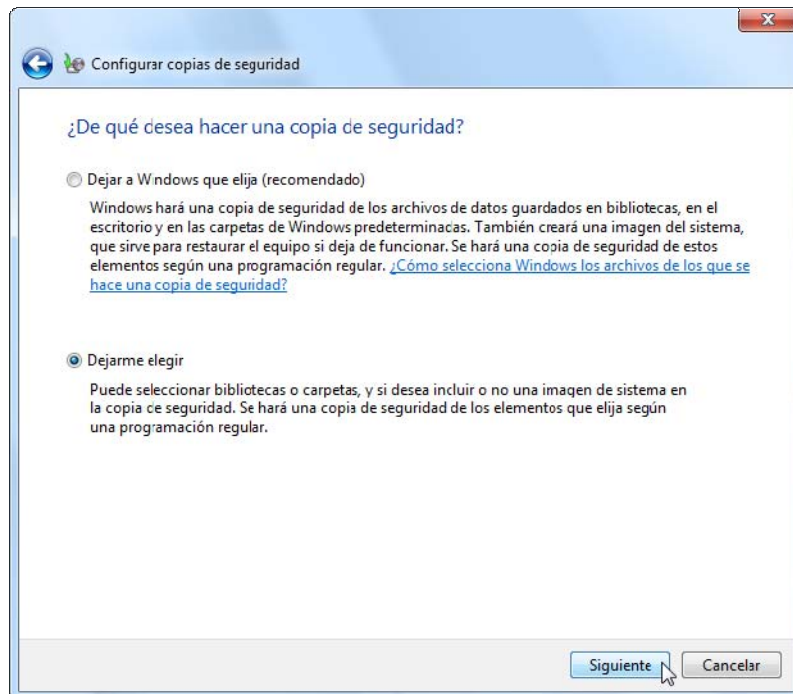 Configurar copias de seguridad
¿De qué desea hacer una copia de seguridad?
Dejar a Windows que elija (recomendado)
Windows hará una copia de seguridad de los archivos de datos guardados en bibliotecas, en el
escritorio y en las carpetas de Windows predeterminadas. También creará una imagen del sistema,
que sirve para restaurar el equipo si deja de funcionar. Se hará una copia de seguridad de estos
elementos según una programación regular. ¿Cómo selecciona Windows los archivos de los que se
hace una copia de seguridad?
Dejarme elegir
Puede seleccionar bibliotecas o carpetas, y si desea incluir o no una imagen de sistema en
la copia de seguridad. Se hará una copia de seguridad de los elementos que elija según
una programación regular.
Siguiente
Cancelar